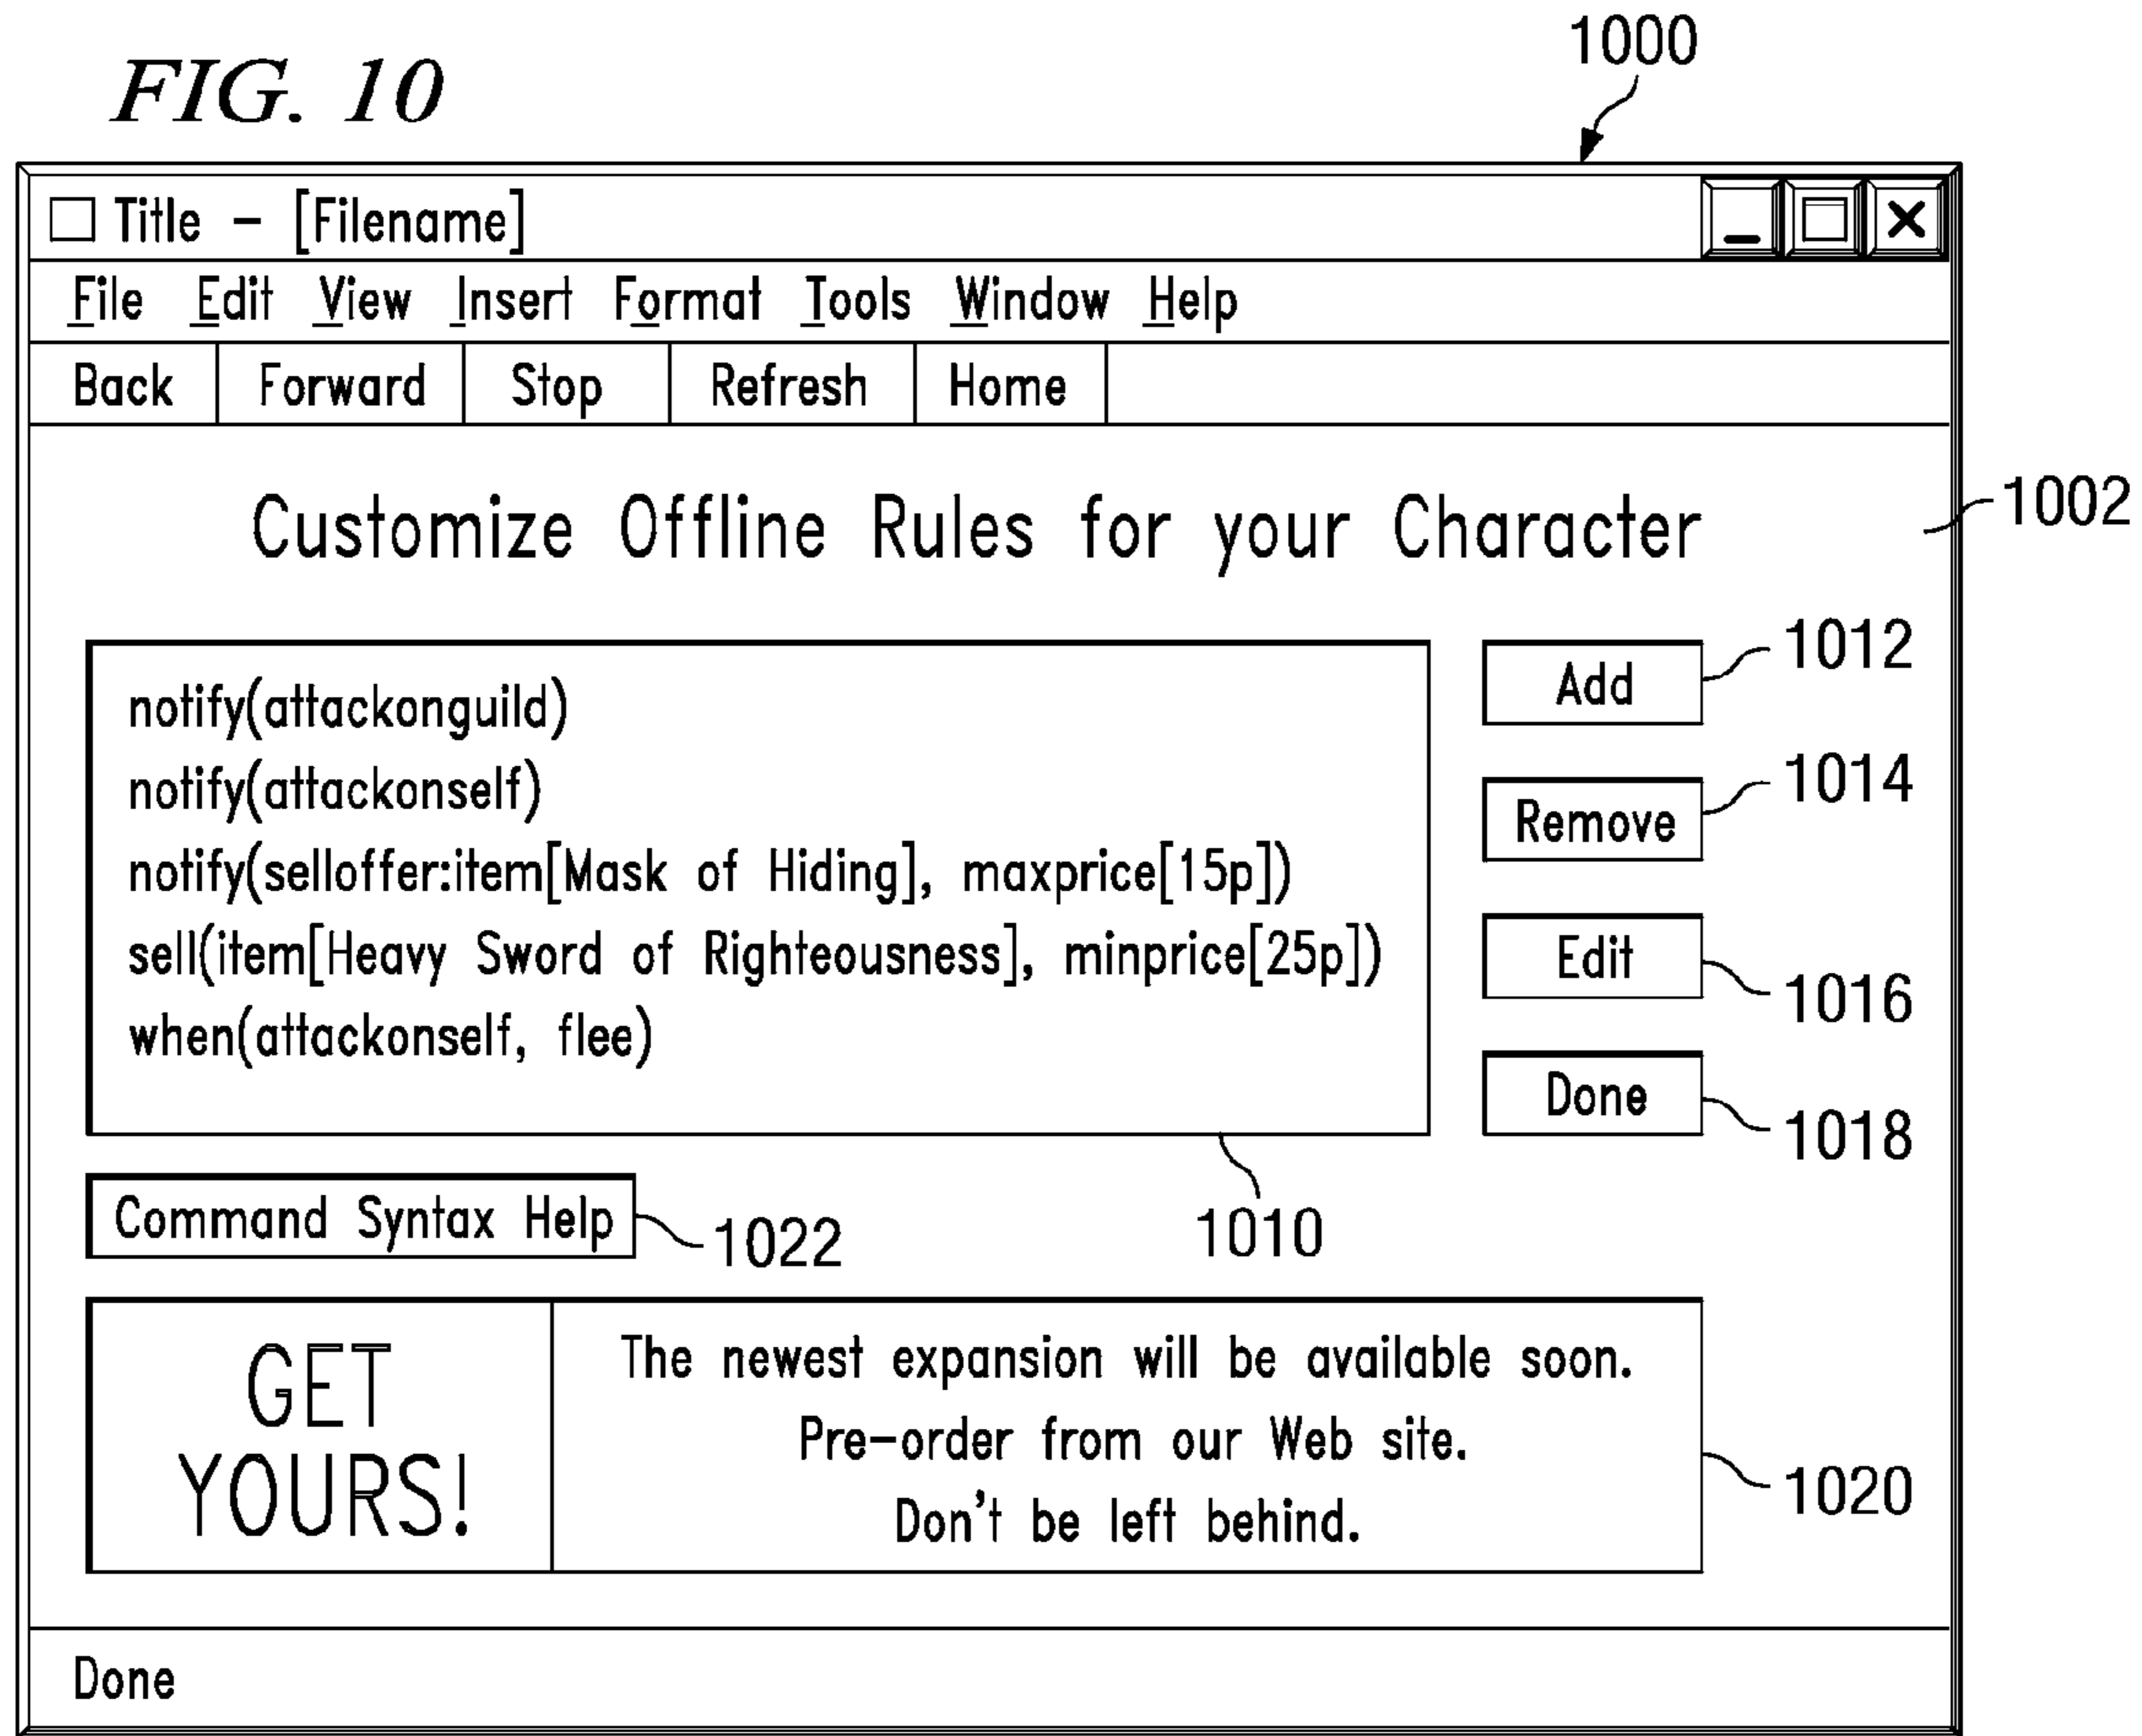 FIG. 10
1000
Title - [Filename]
File Edit View Insert Format Tools Window Help
Back Forward Stop Refresh Home
Customize Offline Rules for your Character
1002
notify(attackonguild)
notify(attackonself)
notify(selloffer:item[Mask of Hiding], maxprice[15p])
sell(item[Heavy Sword of Righteousness], minprice[25p])
when(attackonself, flee)
Add
1012
Remove
1014
Edit
1016
Done
1018
1010
Command Syntax Help
1022
GET
YOURS!
The newest expansion will be available soon.
Pre-order from our Web site.
Don't be left behind.
1020
Done